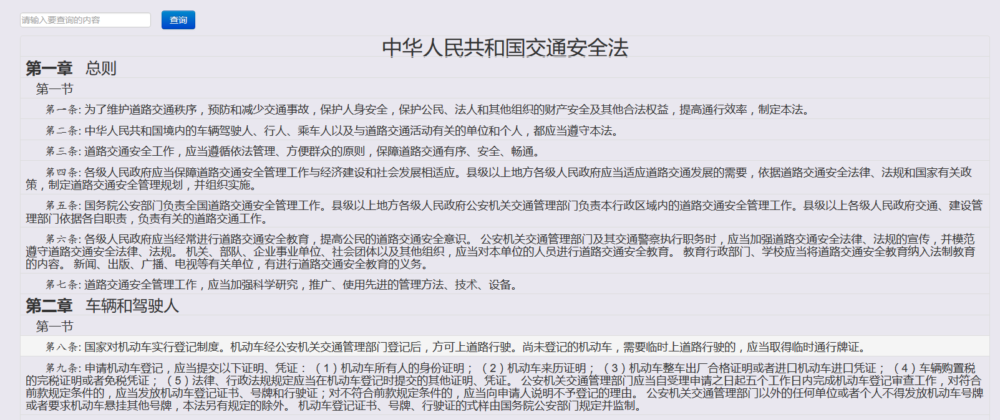 请输入要查询的内容 查询
中华人民共和国交通安全法
第一章 总则
第一节
第一条: 为了维护道路交通秩序，预防和减少交通事故，保护人身安全，保护公民、法人和其他组织的财产安全及其他合法权益，提高通行效率，制定本法。
第二条: 中华人民共和国境内的车辆驾驶人、行人、乘车人以及与道路交通活动有关的单位和个人，都应当遵守本法。
第三条: 道路交通安全工作，应当遵循依法管理、方便群众的原则，保障道路交通有序、安全、畅通。
第四条: 各级人民政府应当保障道路交通安全管理工作与经济建设和社会发展相适应。县级以上地方各级人民政府应当适应道路交通发展的需要，依据道路交通安全法律、法规和国家有关政
策，制定道路交通安全管理规划，并组织实施。
第五条: 国务院公安部门负责全国道路交通安全管理工作。县级以上地方各级人民政府公安机关交通管理部门负责本行政区域内的道路交通安全管理工作。县级以上各级人民政府交通、建设管
理部门依据各自职责，负责有关的道路交通工作。
第六条: 各级人民政府应当经常进行道路交通安全教育，提高公民的道路交通安全意识。 公安机关交通管理部门及其交通警察执行职务时，应当加强道路交通安全法律、法规的宣传，并模范
遵守道路交通安全法律、法规。 机关、部队、企业事业单位、社会团体以及其他组织，应当对本单位的人员进行道路交通安全教育。 教育行政部门、学校应当将道路交通安全教育纳入法制教育
的内容。 新闻、出版、广播、电视等有关单位，有进行道路交通安全教育的义务。
第七条: 道路交通安全管理工作，应当加强科学研究，推广、使用先进的管理方法、技术、设备。
第二章 车辆和驾驶人
第一节
第八条: 国家对机动车实行登记制度。机动车经公安机关交通管理部门登记后，方可上道路行驶。尚未登记的机动车，需要临时上道路行驶的，应当取得临时通行牌证。
第九条: 申请机动车登记，应当提交以下证明、凭证：（1）机动车所有人的身份证明；（2）机动车来历证明；（3）机动车整车出厂合格证明或者进口机动车进口凭证；（4）车辆购置税
的完税证明或者免税凭证；（5）法律、行政法规规定应当在机动车登记时提交的其他证明、凭证。 公安机关交通管理部门应当自受理申请之日起五个工作日内完成机动车登记审查工作，对符合
前款规定条件的，应当发放机动车登记证书、号牌和行驶证；对不符合前款规定条件的，应当向申请人说明不予登记的理由。 公安机关交通管理部门以外的任何单位或者个人不得发放机动车号牌
或者要求机动车悬挂其他号牌，本法另有规定的除外。 机动车登记证书、号牌、行驶证的式样由国务院公安部门规定并监制。